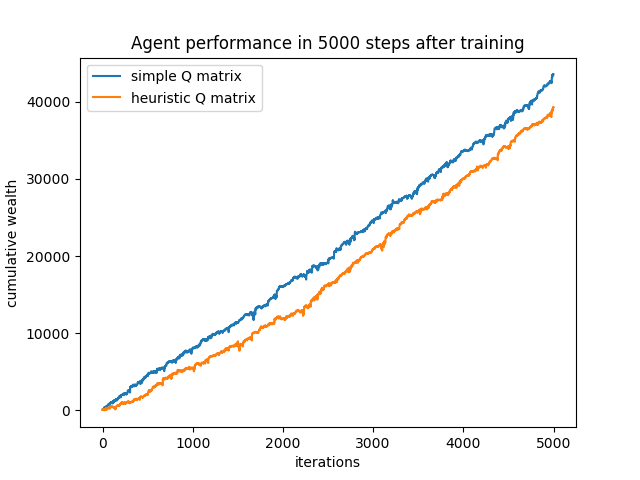 Agent performance in 5000 steps after training
simple Q matrix
heuristic Q matrix
cumulative wealth
40000
30000
20000
10000
0
0 1000 2000 3000 4000 5000
iterations